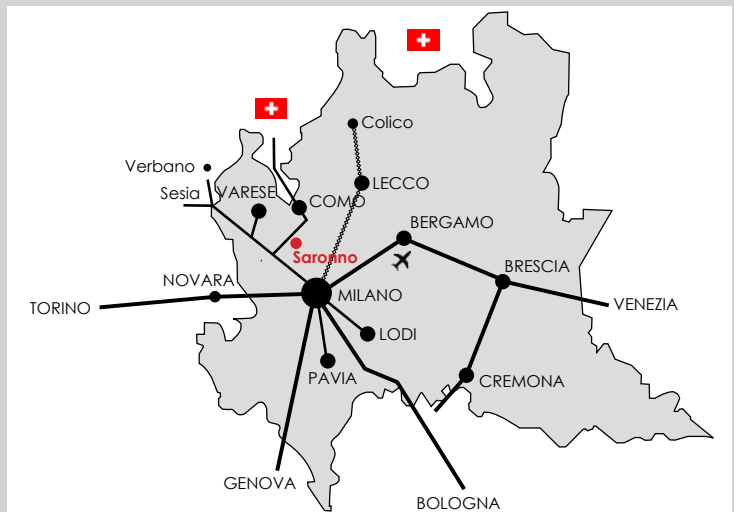 Colico
Verbano
LECCO
Sesia
VARESE
COMO
BERGAMO
Saronno
BRESCIA
NOVARA
MILANO
TORINO
VENEZIA
LODI
PAVIA
CREMONA
GENOVA
BOLOGNA